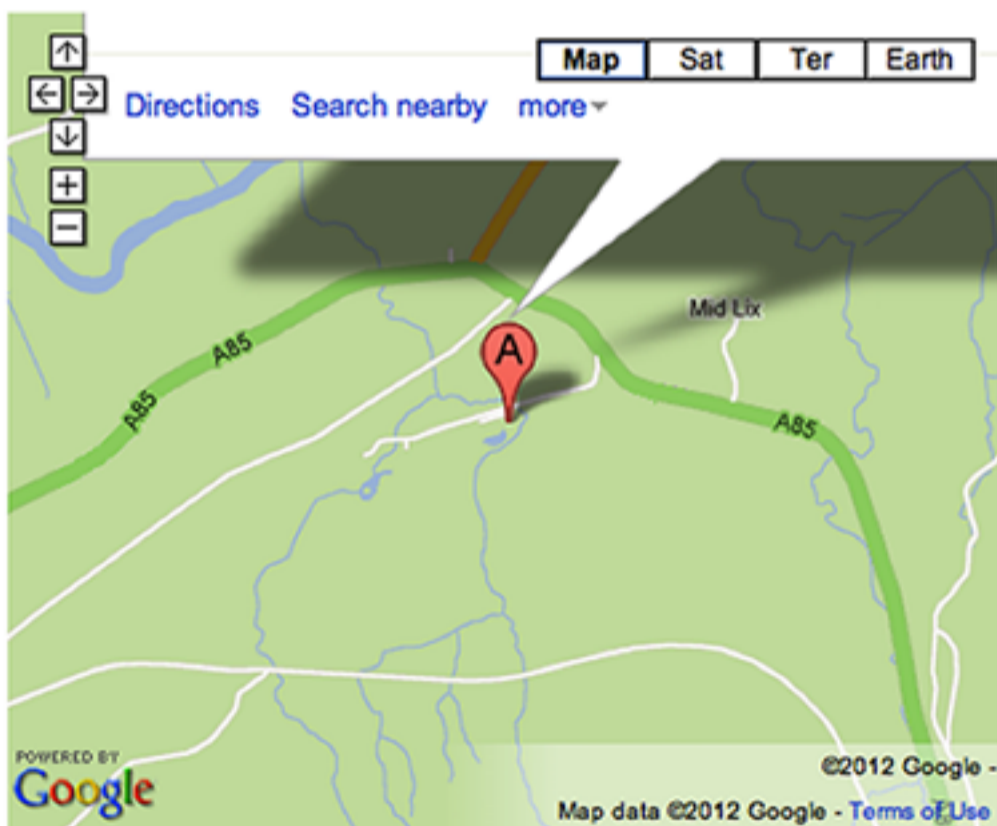 Map Sat Ter Earth
Directions Search nearby more
Mid Lix
A85
A85
A
A85
POWERED BY
Google
©2012 Google -
Map data ©2012 Google - Terms of Use